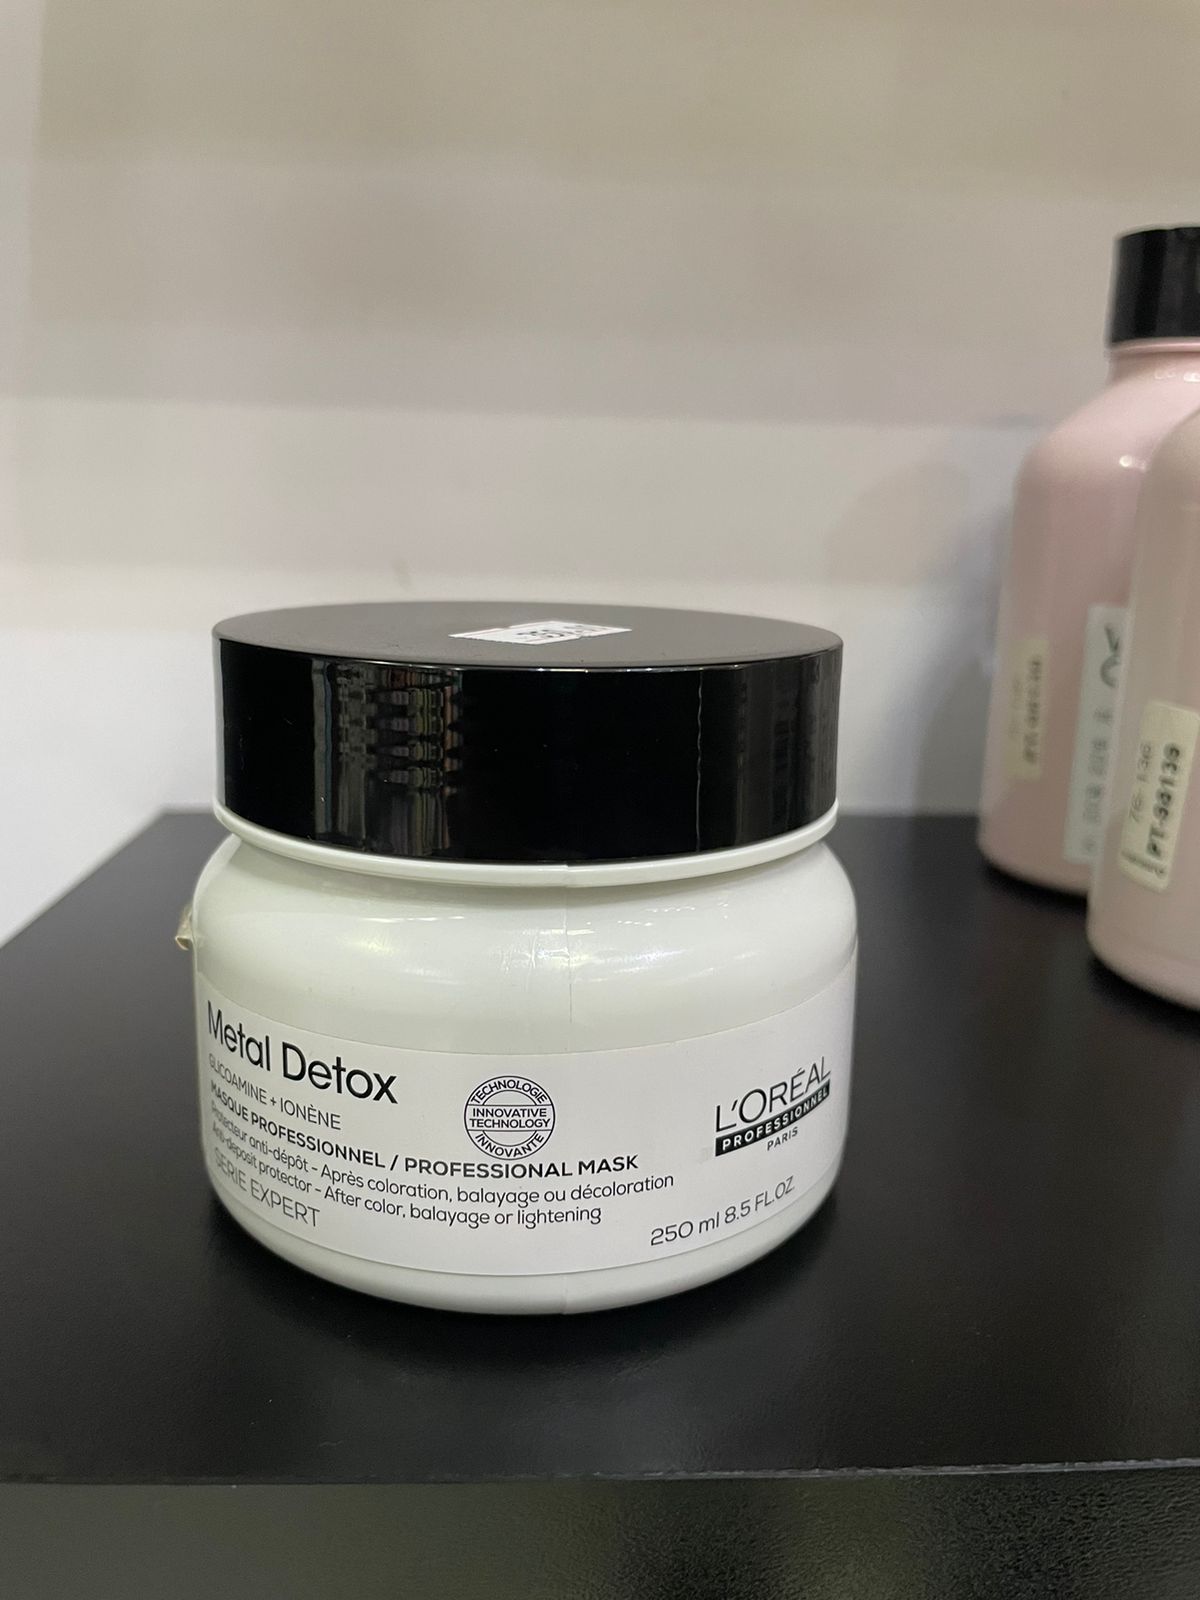 Metal Detox
GLICOAMINE + IONÈNE
MASQUE PROFESSIONNEL / PROFESSIONAL MASK
Protecteur anti-dépôt - Après coloration, balayage ou décoloration
Anti-deposit protector - After color, balayage or lightening
SERIE EXPERT
TECHNOLOGIE
INNOVATIVE
TECHNOLOGY
INNOVANTE
L'ORÉAL
PROFESSIONNEL
PARIS
250 ml 8.5 FL.OZ.